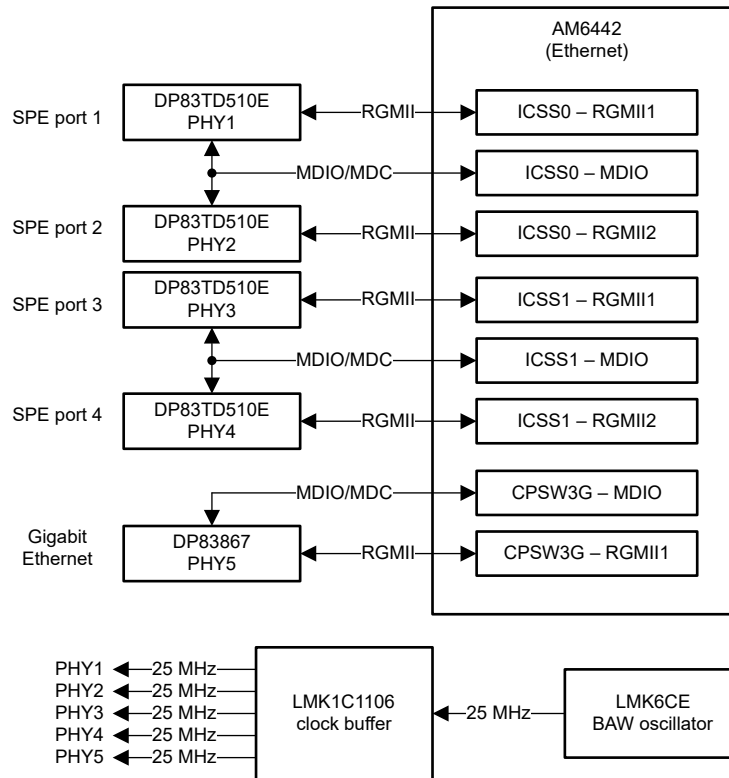 AM6442
(Ethernet)
SPE port 1
DP83TD510E
PHY1
RGMII
ICSS0 – RGMII1
MDIO/MDC
ICSS0 – MDIO
SPE port 2
DP83TD510E
PHY2
RGMII
ICSS0 – RGMII2
SPE port 3
DP83TD510E
PHY3
RGMII
ICSS1 – RGMII1
MDIO/MDC
ICSS1 – MDIO
SPE port 4
DP83TD510E
PHY4
RGMII
ICSS1 – RGMII2
MDIO/MDC
CPSW3G – MDIO
Gigabit
Ethernet
DP83867
PHY5
RGMII
CPSW3G – RGMII1
PHY1 25 MHz
PHY2 25 MHz
PHY3 25 MHz
PHY4 25 MHz
PHY5 25 MHz
LMK1C1106
clock buffer
25 MHz
LMK6CE
BAW oscillator